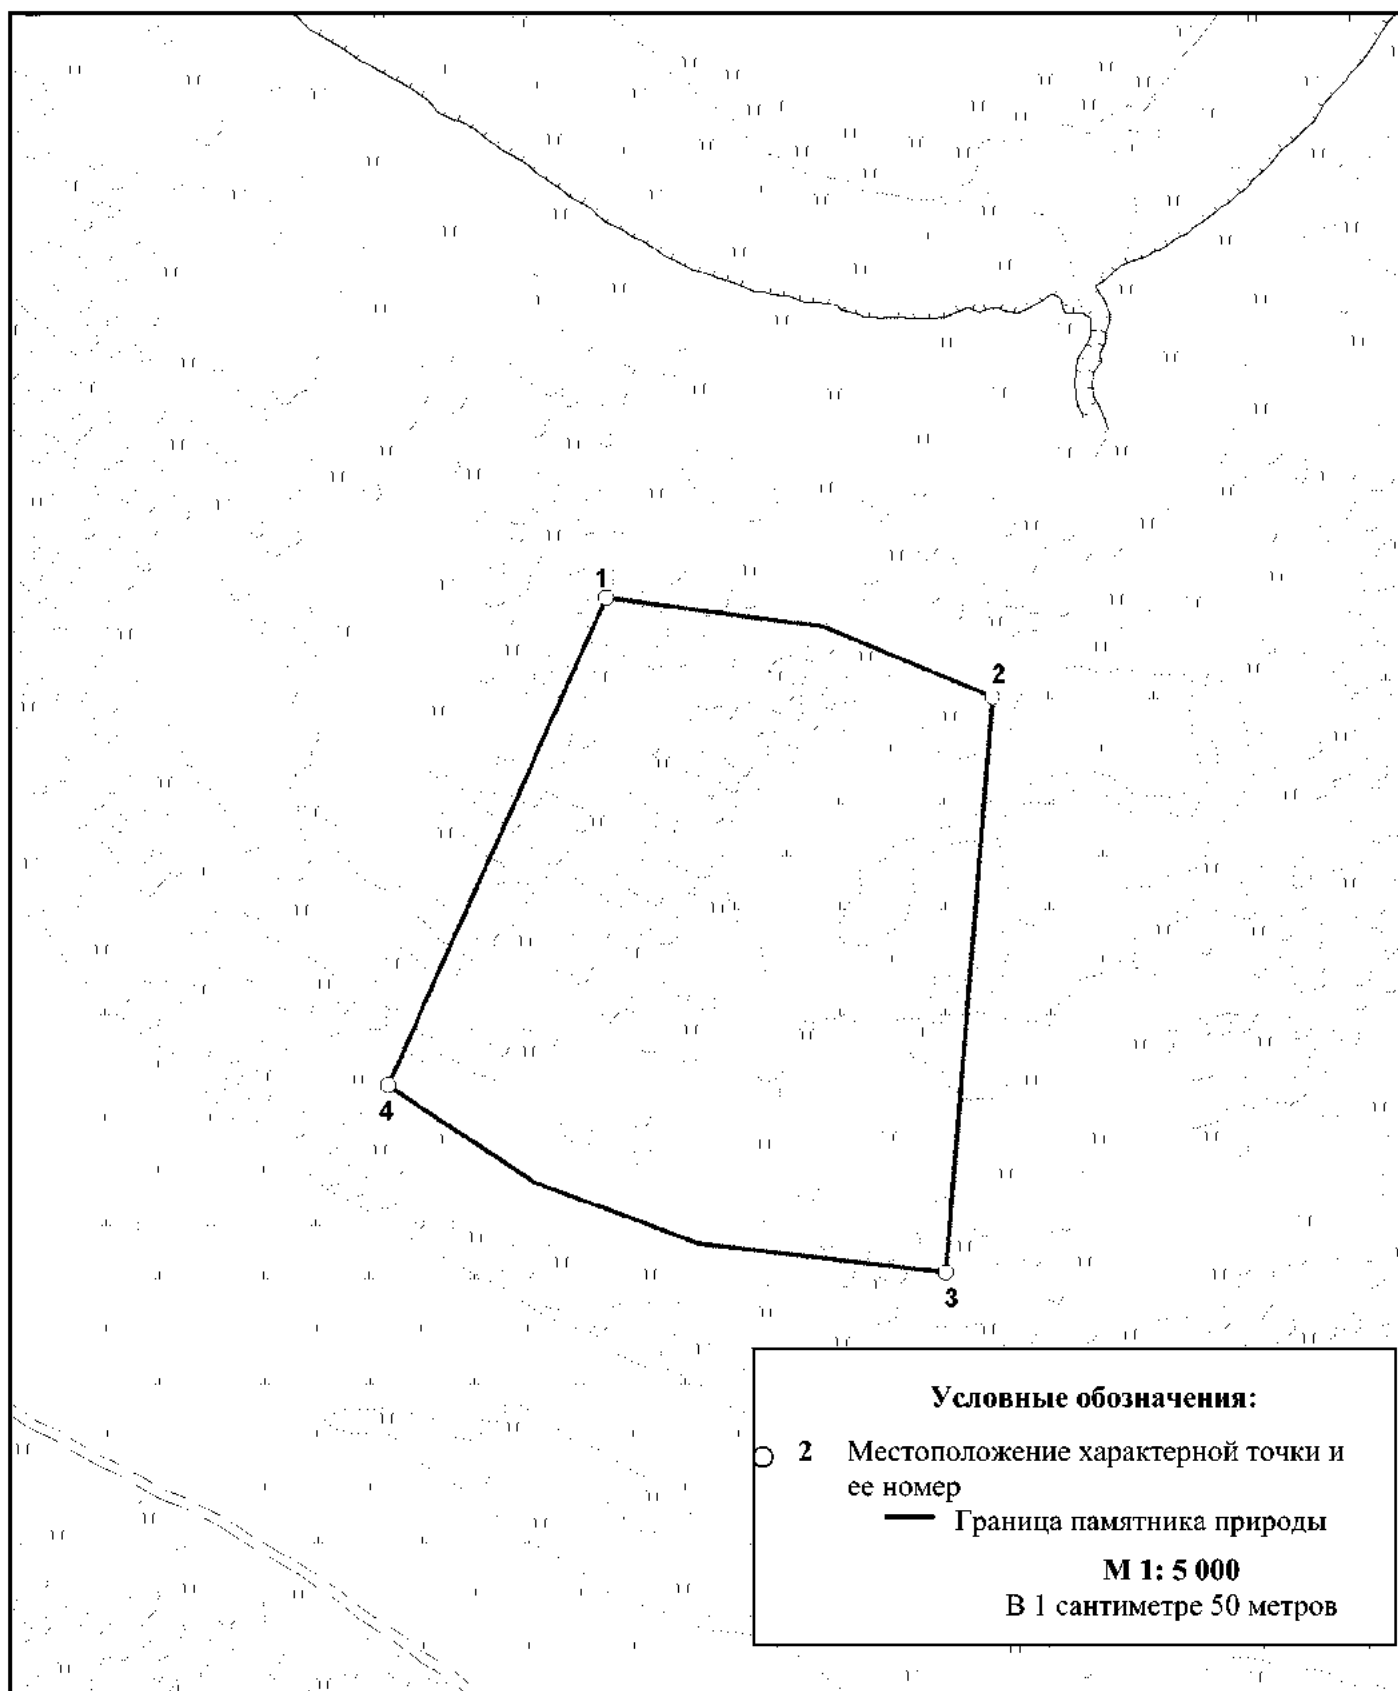 1
2
4
3
Условные обозначения:
2 Местоположение характерной точки и
ее номер
Граница памятника природы
М 1: 5 000
В 1 сантиметре 50 метров